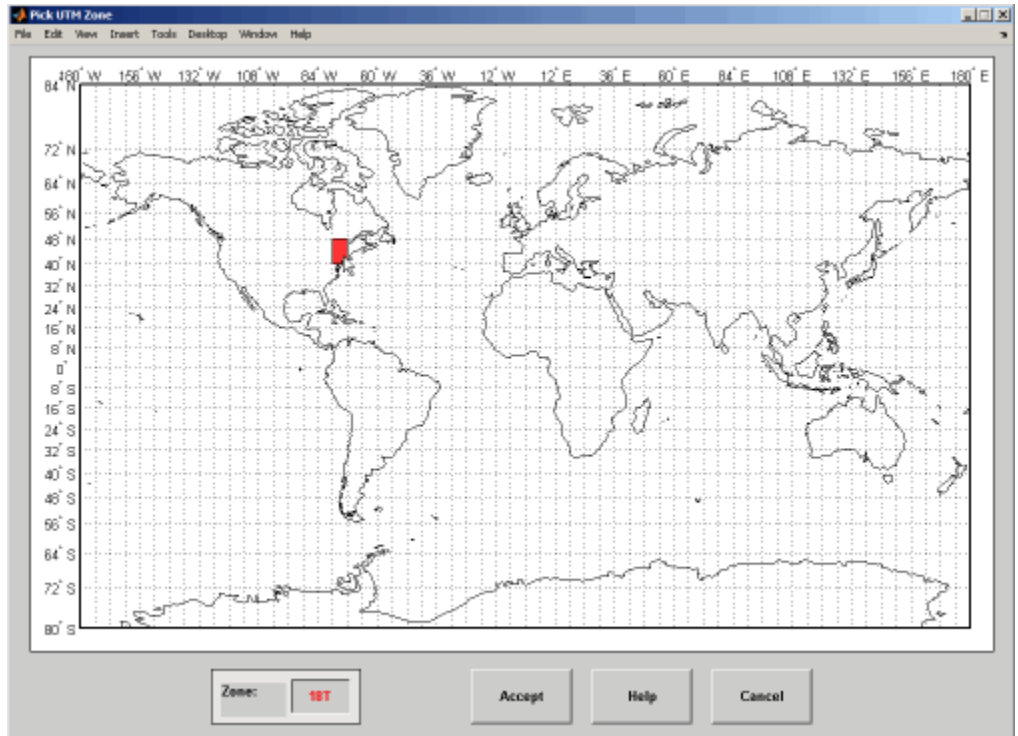 Pick UTM Zone
File Edit View Insert Tools Desktop Window Help
180° W 156° W 132° W 108° W 84° W 60° W 36° W 12° W 12° E 36° E 60° E 84° E 108° E 132° E 156° E 180° E
84° N
72° N
64° N
56° N
48° N
40° N
32° N
24° N
16° N
8° N
0°
8° S
16° S
24° S
32° S
40° S
48° S
56° S
64° S
72° S
80° S
Zone: 18T Accept Help Cancel